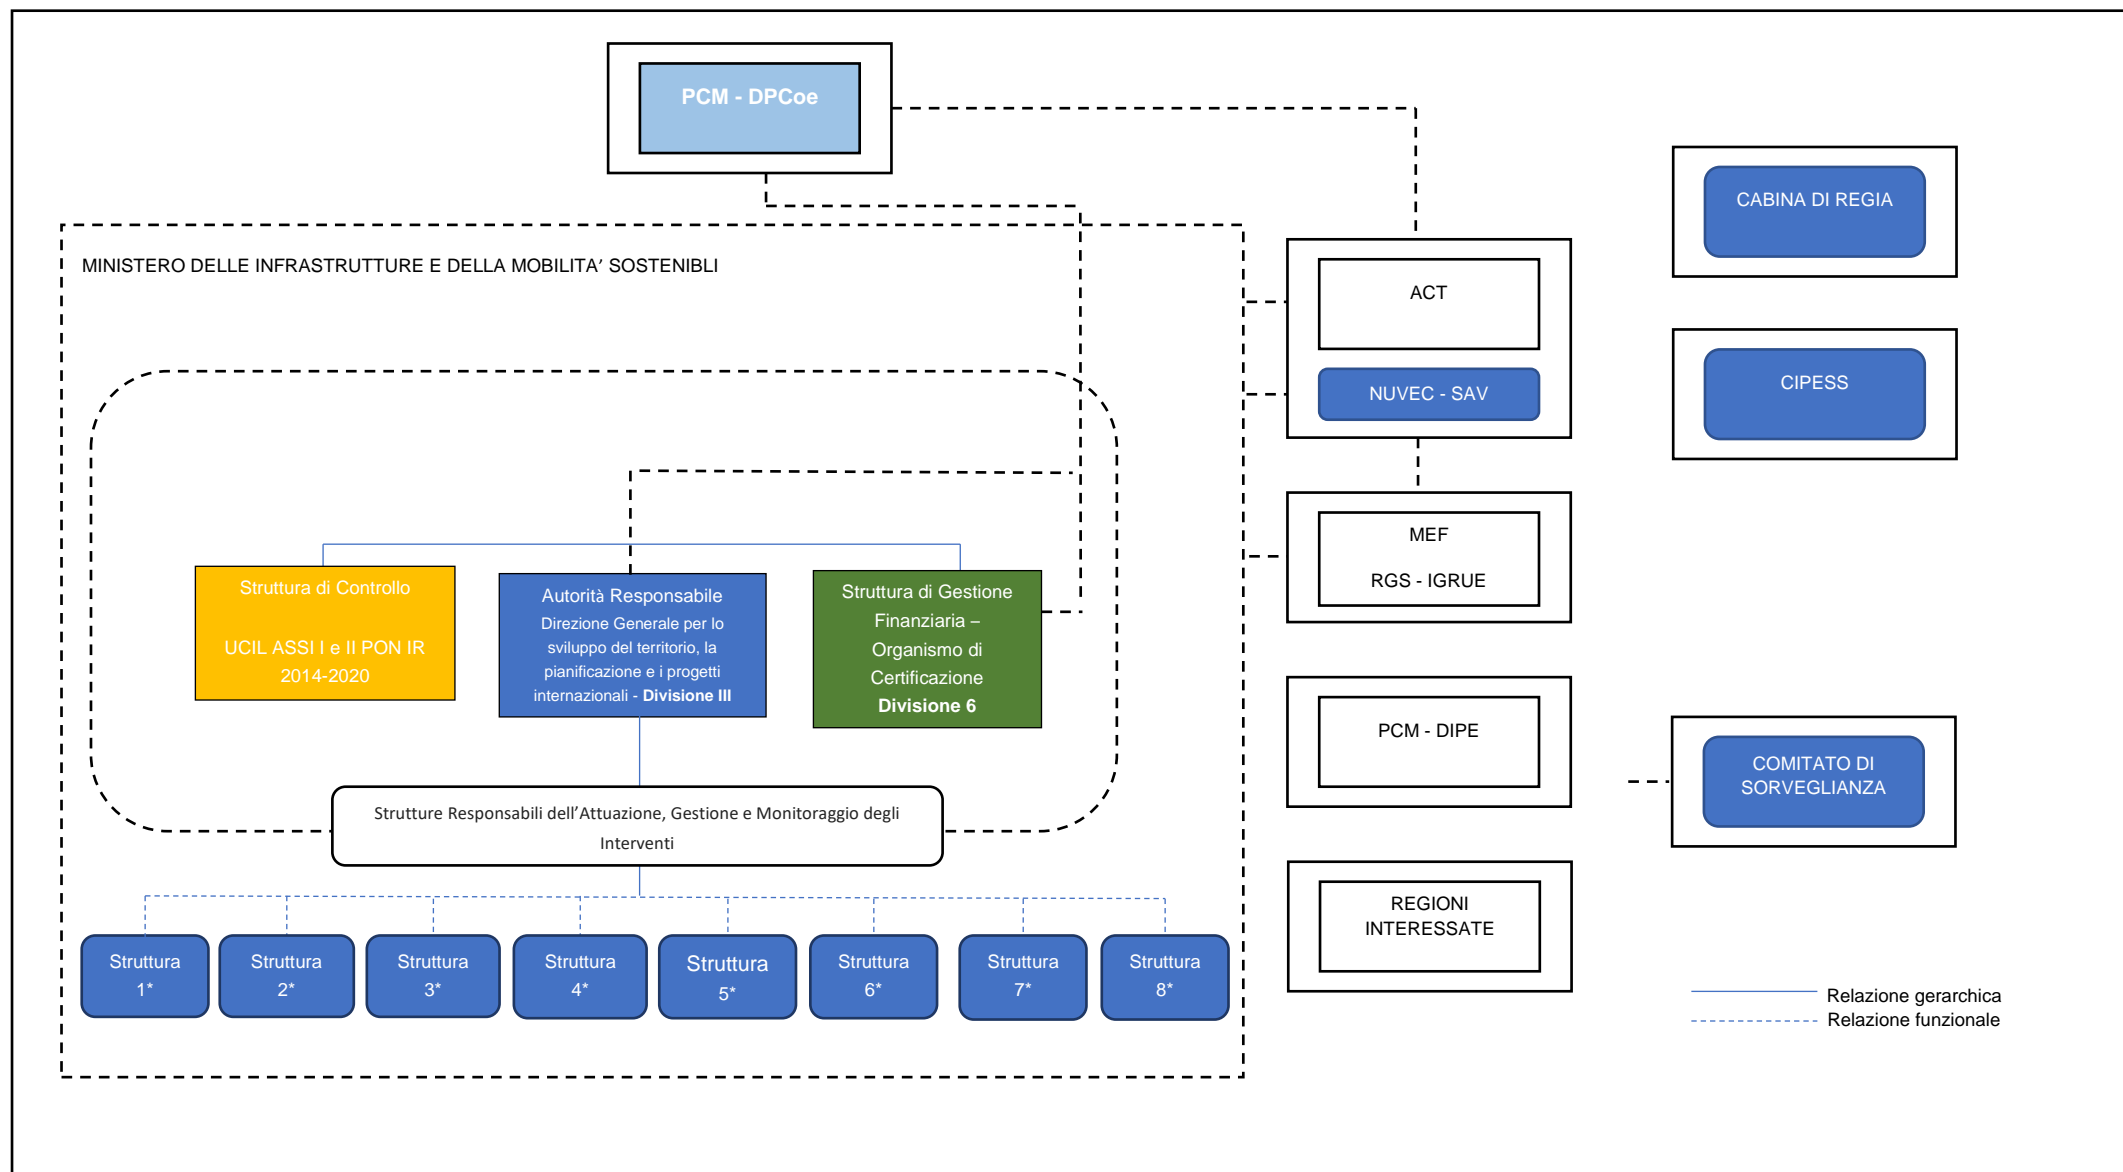 PCM - DPCoe
CABINA DI REGIA
MINISTERO DELLE INFRASTRUTTURE E DELLA MOBILITA' SOSTENIBLI
ACT
NUVEC - SAV
CIPESS
MEF
RGS - IGRUE
Struttura di Controllo
UCIL ASSI I e II PON IR
2014-2020
Autorità Responsabile
Direzione Generale per lo
sviluppo del territorio, la
pianificazione e i progetti
internazionali - Divisione III
Struttura di Gestione
Finanziaria –
Organismo di
Certificazione
Divisione 6
PCM - DIPE
COMITATO DI
SORVEGLIANZA
Strutture Responsabili dell'Attuazione, Gestione e Monitoraggio degli
Interventi
REGIONI
INTERESSATE
Struttura
1*
Struttura
2*
Struttura
3*
Struttura
4*
Struttura
5*
Struttura
6*
Struttura
7*
Struttura
8*
Relazione gerarchica
Relazione funzionale